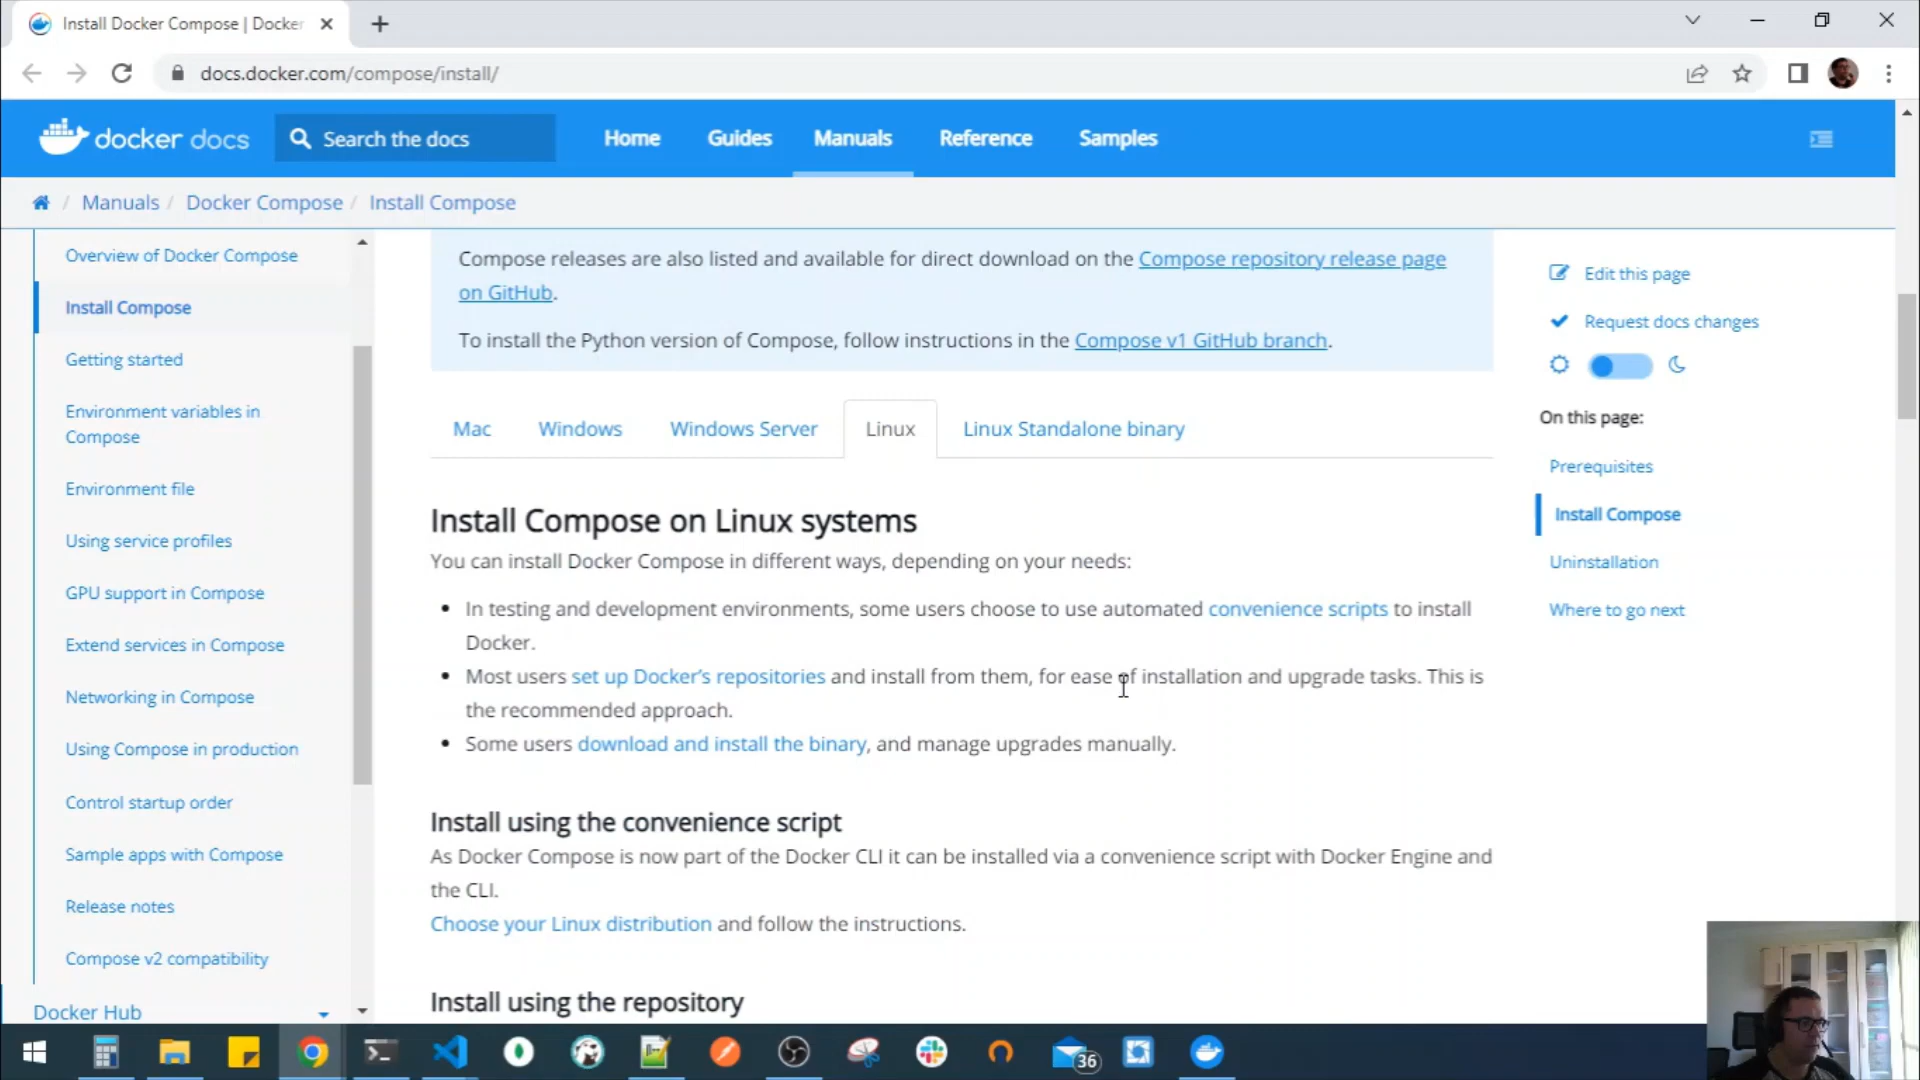 Install Docker Compose | Docker
docs.docker.com/compose/install/
docker docs
Search the docs
Home
Guides
Manuals
Reference
Samples
/ Manuals / Docker Compose / Install Compose
Overview of Docker Compose
Install Compose
Getting started
Environment variables in
Compose
Environment file
Using service profiles
GPU support in Compose
Extend services in Compose
Networking in Compose
Using Compose in production
Control startup order
Sample apps with Compose
Release notes
Compose v2 compatibility
Docker Hub
Compose releases are also listed and available for direct download on the Compose repository release page
on GitHub.
To install the Python version of Compose, follow instructions in the Compose v1 GitHub branch.
Mac
Windows
Windows Server
Linux
Linux Standalone binary
Install Compose on Linux systems
You can install Docker Compose in different ways, depending on your needs:
• In testing and development environments, some users choose to use automated convenience scripts to install
Docker.
• Most users set up Docker's repositories and install from them, for ease of installation and upgrade tasks. This is
the recommended approach.
• Some users download and install the binary, and manage upgrades manually.
Install using the convenience script
As Docker Compose is now part of the Docker CLI it can be installed via a convenience script with Docker Engine and
the CLI.
Choose your Linux distribution and follow the instructions.
Install using the repository
Edit this page
Request docs changes
On this page:
Prerequisites
Install Compose
Uninstallation
Where to go next
36